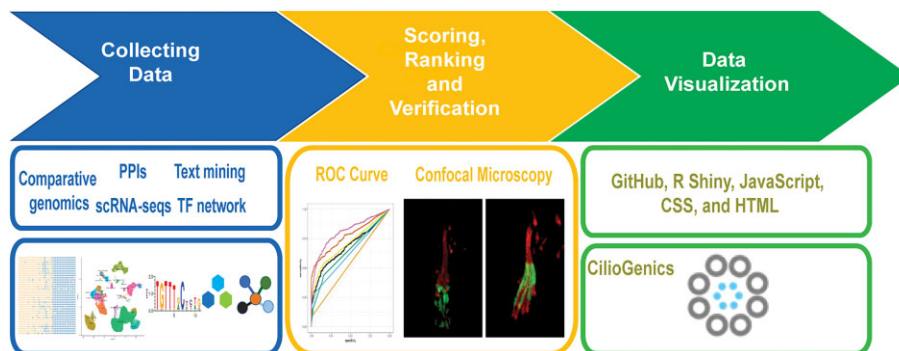 Collecting
Data
Scoring,
Ranking
and
Verification
Data
Visualization
Comparative
genomics
PPIs
Text mining
scRNA-seqs
TF network
ROC Curve
Confocal Microscopy
GitHub, R Shiny, JavaScript,
CSS, and HTML
CilioGenics